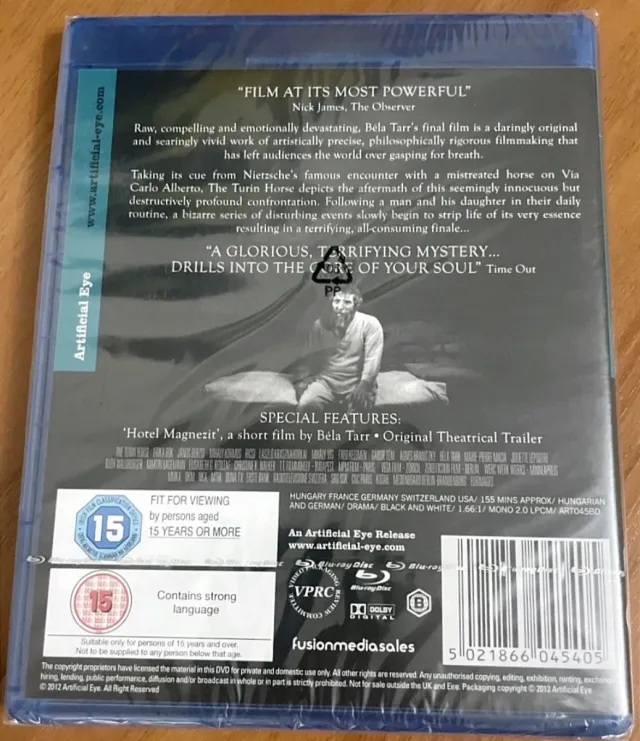 "FILM AT ITS MOST POWERFUL"
Nick James, The Observer
Raw, compelling and emotionally devastating, Béla Tarr's final film is a daringly original
and searingly vivid work of artistically precise, philosophically rigorous filmmaking that
has left audiences the world over gasping for breath.
Taking its cue from Nietzsche's famous encounter with a mistreated horse on Via
Carlo Alberto, The Turin Horse depicts the aftermath of this seemingly innocuous but
destructively profound confrontation. Following a man and his daughter in their daily
routine, a bizarre series of disturbing events slowly begin to strip life of its very essence
resulting in a terrifying, all-consuming finale...
"A GLORIOUS, TERRIFYING MYSTERY...
DRILLS INTO THE CORE OF YOUR SOUL" Time Out
PP
www.artificial-eye.com
Artificial Eye
SPECIAL FEATURES:
'Hotel Magnezit', a short film by Béla Tarr • Original Theatrical Trailer
15
FIT FOR VIEWING
by persons aged
15 YEARS OR MORE
HUNGARY FRANCE GERMANY SWITZERLAND USA/ 155 MINS APPROX/ HUNGARIAN
AND GERMAN/ DRAMA/ BLACK AND WHITE/ 1.66:1/ MONO 2.0 LPCM/ ART045BD
An Artificial Eye Release
www.artificial-eye.com
Blu-ray Disc
15
Contains strong
language
Suitable only for persons of 15 years and over.
Not to be supplied to any person below that age.
VIDEO PACKAGING REVIEW COMMITTEE
VPRC
Blu-ray Disc
DOLBY
DIGITAL
B
fusionmediasales
5 021866 045405
The copyright proprietors have licensed the material in this DVD for private and domestic use only. All other rights are reserved. Any unauthorised copying, editing, exhibition, renting, exchange
hiring, lending, public performance, diffusion and/or broadcast in whole or in part is strictly prohibited. Not for sale outside the UK and Eire. Packaging copyright © 2012 Artificial Eye
© 2012 Artificial Eye. All Right Reserved